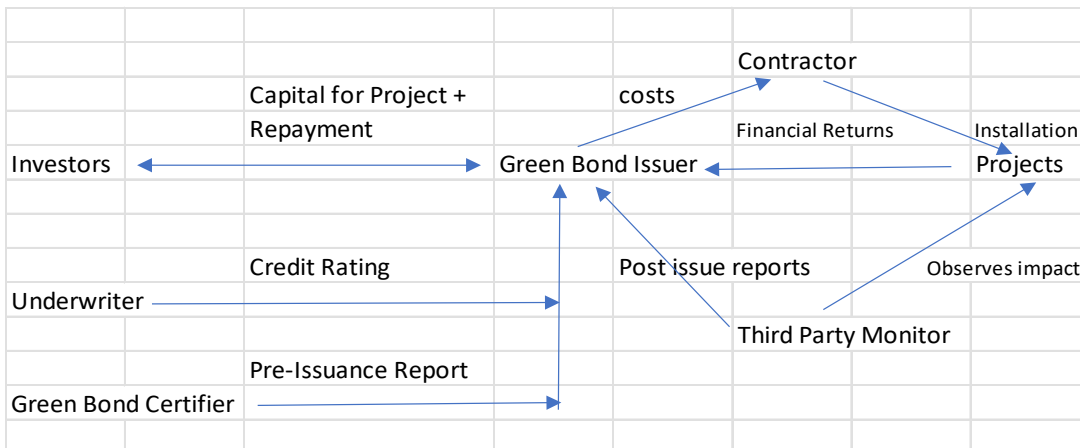 Contractor
Capital for Project +
Repayment
costs
Financial Returns
Installation
Investors
Green Bond Issuer
Projects
Credit Rating
Post issue reports
Observes impact
Underwriter
Third Party Monitor
Pre-Issuance Report
Green Bond Certifier